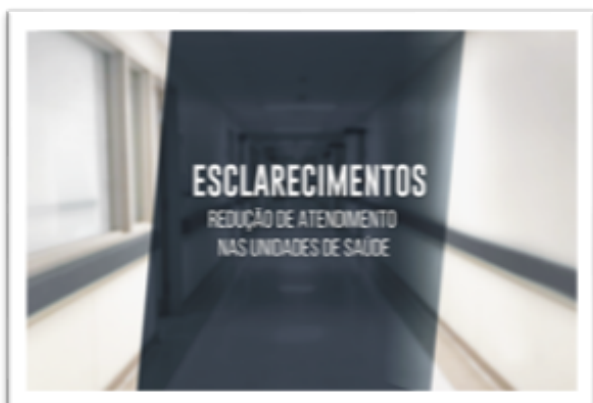 ESCLARECIMENTOS
REDUÇÃO DE ATENDIMENTO
NAS UNIDADES DE SAÚDE